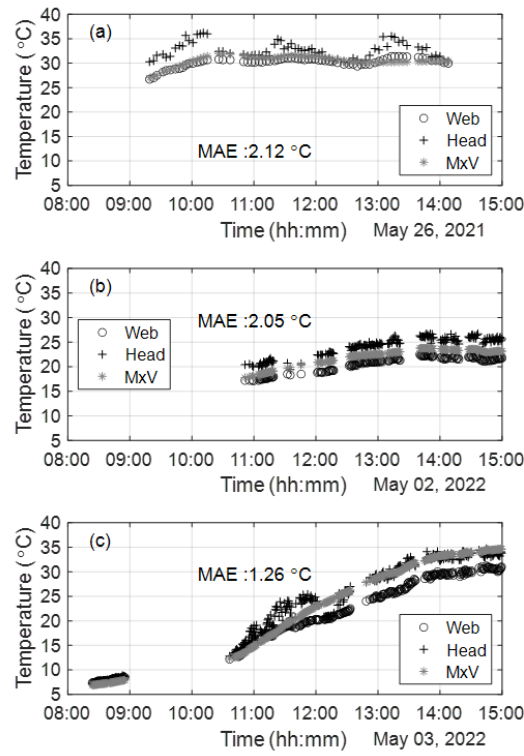 Temperature ( °C)
40
35
30
25
20
15
10
5
(a)
MAE :2.12 °C
Web
Head
MxV
08:00 09:00 10:00 11:00 12:00 13:00 14:00 15:00
Time (hh:mm) May 26, 2021
Temperature ( °C)
40
35
30
25
20
15
10
5
(b)
MAE :2.05 °C
Web
Head
MxV
08:00 09:00 10:00 11:00 12:00 13:00 14:00 15:00
Time (hh:mm) May 02, 2022
Temperature ( °C)
40
35
30
25
20
15
10
5
(c)
MAE :1.26 °C
Web
Head
MxV
08:00 09:00 10:00 11:00 12:00 13:00 14:00 15:00
Time (hh:mm) May 03, 2022